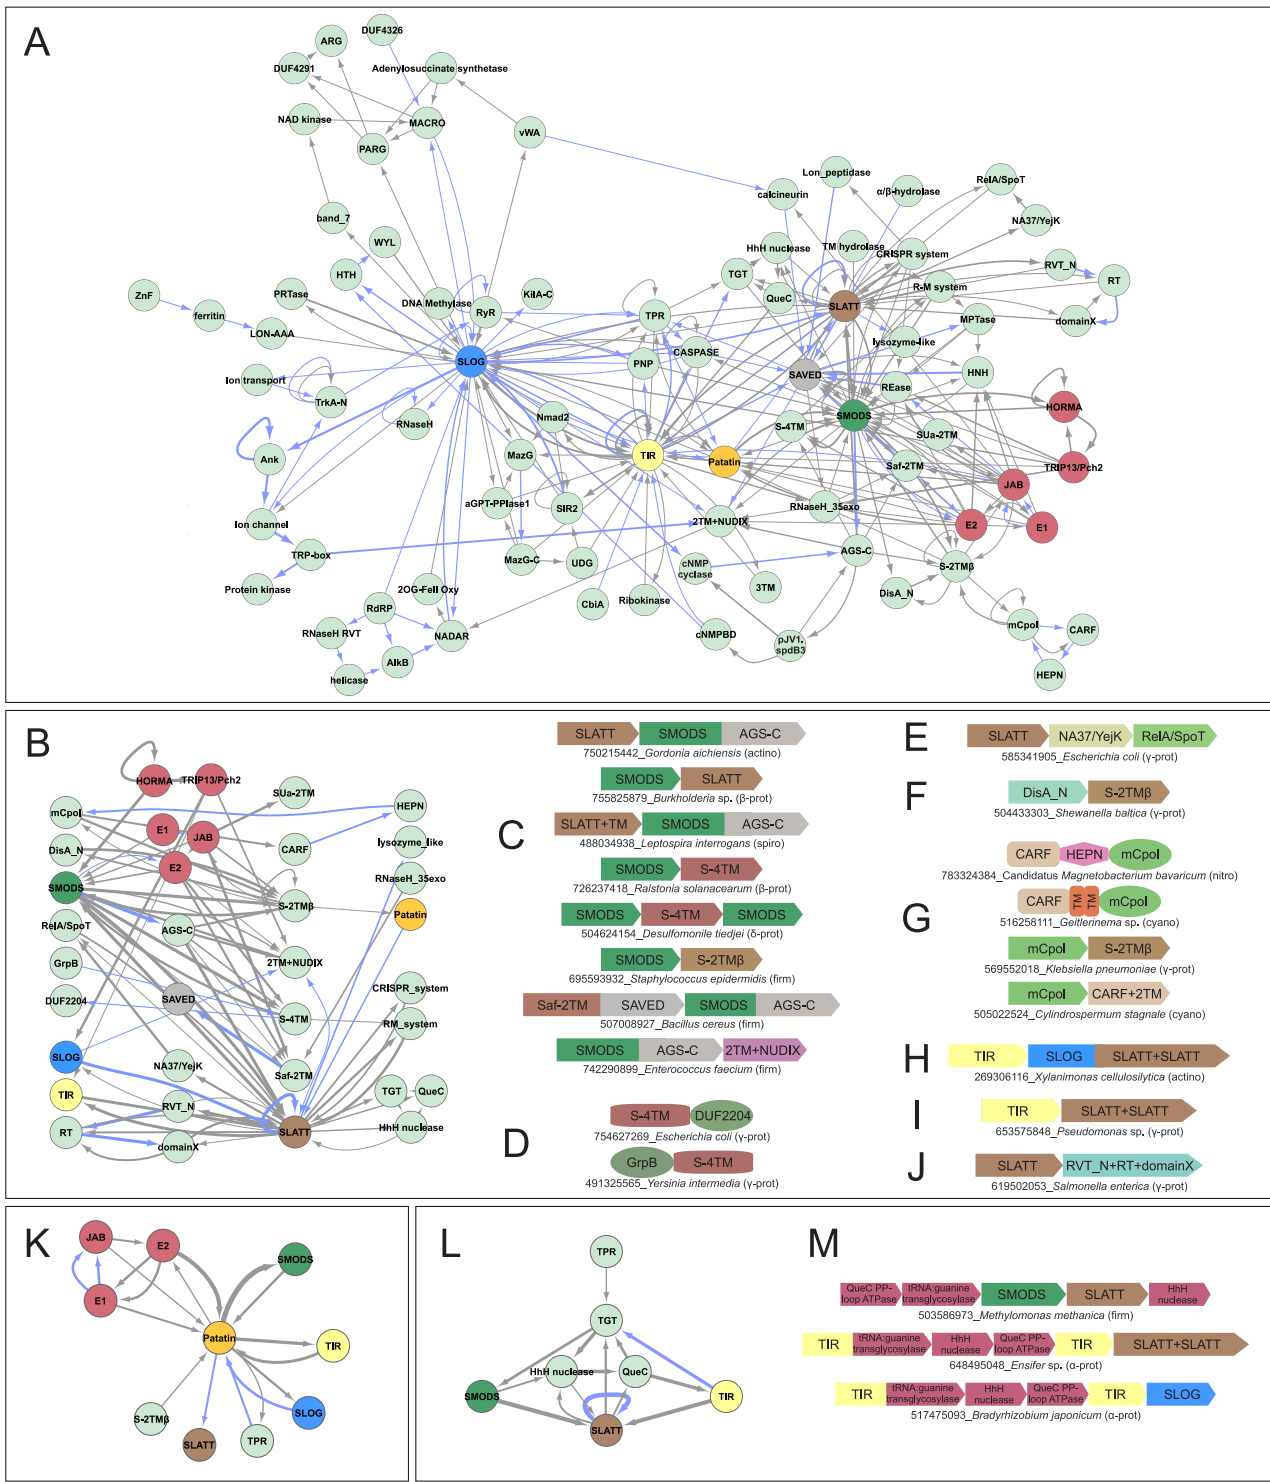 A
ARG
DUF4326
DUF4291
Adenylosuccinate synthetase
NAD kinase
MACRO
vWA
PARG
Lon_peptidase
α/β-hydrolase
RelA/SpoT
calcineurin
band_7
NA37/YejK
WYL
HhH nuclease
TM hydrolase
CRISPR system
HTH
TGT
RVT_N
RT
ZnF
PRTase
DNA Methylase
KilA-C
QueC
R-M system
SLATT
ferritin
RyR
TPR
MPTase
domainX
LON-AAA
lysozyme-like
SLOG
PNP
CASPASE
SAVED
HNH
Ion transport
TrkA-N
REase
RNaseH
Nmad2
SMODS
HORMA
S-4TM
SUa-2TM
Ank
MazG
TIR
Patatin
Saf-2TM
TRIP13/Pch2
JAB
aGPT-PPlase1
SIR2
RNaseH_35exo
Ion channel
2TM+NUDIX
E2
E1
TRP-box
MazG-C
UDG
cNMP
cyclase
AGS-C
S-2TMβ
Protein kinase
2OG-FeII Oxy
3TM
DisA_N
RdRP
CbiA
Ribokinase
RNaseH RVT
NADAR
cNMPBD
pJV1.
spdB3
mCpol
CARF
AlkB
helicase
HEPN
B
HORMA
TRIP13/Pch2
SUa-2TM
HEPN
mCpol
E1
JAB
lysozyme_like
DisA_N
CARF
E2
RNaseH_35exo
SMODS
S-2TMβ
Patatin
RelA/SpoT
AGS-C
GrpB
2TM+NUDIX
CRISPR_system
DUF2204
SAVED
S-4TM
RM_system
SLOG
NA37/YejK
Saf-2TM
TIR
TGT
QueC
RVT_N
RT
domainX
SLATT
HhH nuclease
C
SLATT SMODS AGS-C
750215442_Gordonia aichiensis (actino)
SMODS SLATT
755825879_Burkholderia sp. (β-prot)
SLATT+TM SMODS AGS-C
488034938_Leptospira interrogans (spiro)
SMODS S-4TM
726237418_Ralstonia solanacearum (β-prot)
SMODS S-4TM SMODS
504624154_Desulfomonile tiedjei (δ-prot)
SMODS S-2TMβ
695593932_Staphylococcus epidermidis (firm)
Saf-2TM SAVED SMODS AGS-C
507008927_Bacillus cereus (firm)
SMODS AGS-C 2TM+NUDIX
742290899_Enterococcus faecium (firm)
D
S-4TM DUF2204
754627269_Escherichia coli (γ-prot)
GrpB S-4TM
491325565_Yersinia intermedia (γ-prot)
E
SLATT NA37/YejK RelA/SpoT
585341905_Escherichia coli (γ-prot)
F
DisA_N S-2TMβ
504433303_Shewanella baltica (γ-prot)
G
CARF HEPN mCpol
783324384_Candidatus Magnetobacterium bavaricum (nitro)
CARF TM TM mCpol
516258111_Geitlerinema sp. (cyano)
mCpol S-2TMβ
569552018_Klebsiella pneumoniae (γ-prot)
mCpol CARF+2TM
505022524_Cylindrospermum stagnale (cyano)
H
TIR SLOG SLATT+SLATT
269306116_Xylanimonas cellulosilytica (actino)
I
TIR SLATT+SLATT
653575848_Pseudomonas sp. (γ-prot)
J
SLATT RVT_N+RT+domainX
619502053_Salmonella enterica (γ-prot)
K
JAB
E2
SMODS
E1
Patatin
TIR
S-2TMβ
SLOG
SLATT
TPR
L
TPR
TGT
HhH nuclease
QueC
SMODS
TIR
SLATT
M
QueC PP-
loop ATPase
tRNA:guanine
transglycosylase
SMODS SLATT
HhH
nuclease
503586973_Methylomonas methanica (firm)
TIR
tRNA:guanine
transglycosylase
HhH
nuclease
QueC PP-
loop ATPase
TIR SLATT+SLATT
648495048_Ensifer sp. (α-prot)
TIR
tRNA:guanine
transglycosylase
HhH
nuclease
QueC PP-
loop ATPase
TIR SLOG
517475093_Bradyrhizobium japonicum (α-prot)